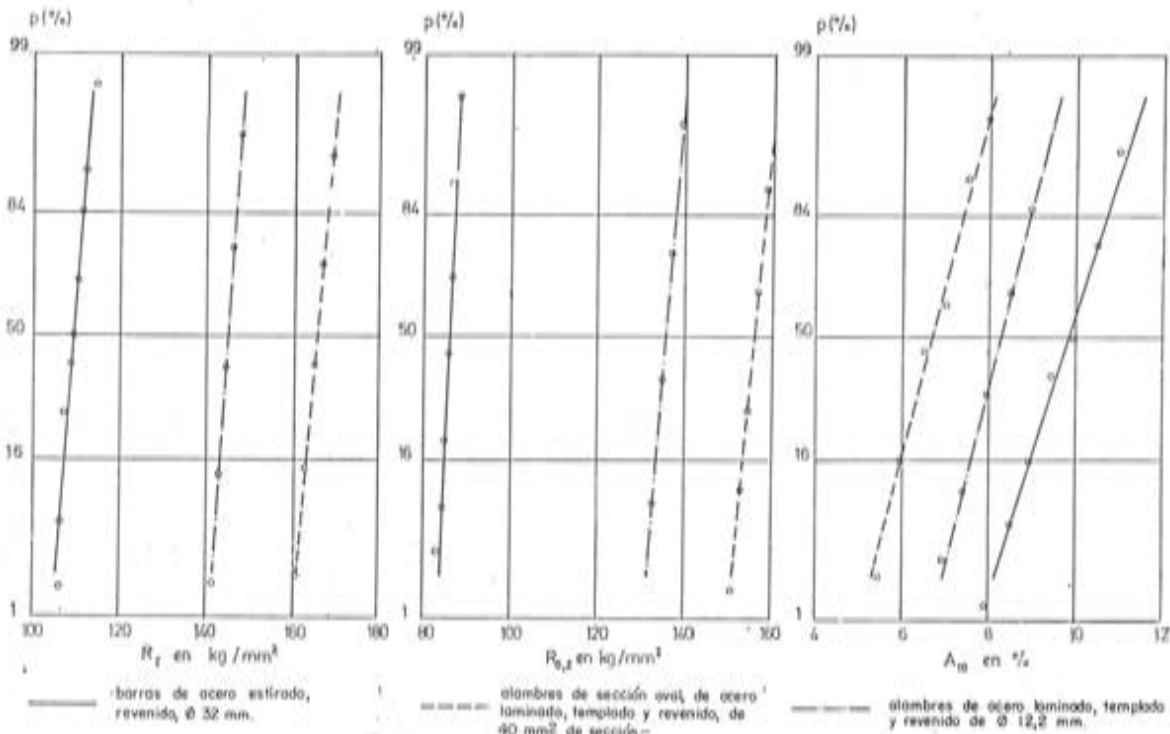 p (%)
99
84
50
16
1
100 120 140 160 180
R_z en kg/mm²
p (%)
99
84
50
16
1
80 100 120 140 160
R_0,2 en kg/mm²
p (%)
99
84
50
16
1
4 6 8 10 12
A_10 en %
barras de acero estirado,
revenido, Ø 32 mm.
alambres de sección oval, de acero
laminado, templado y revenido, de
40 mm2 de sección
alambres de acero laminado, templado
y revenido de Ø 12,2 mm.